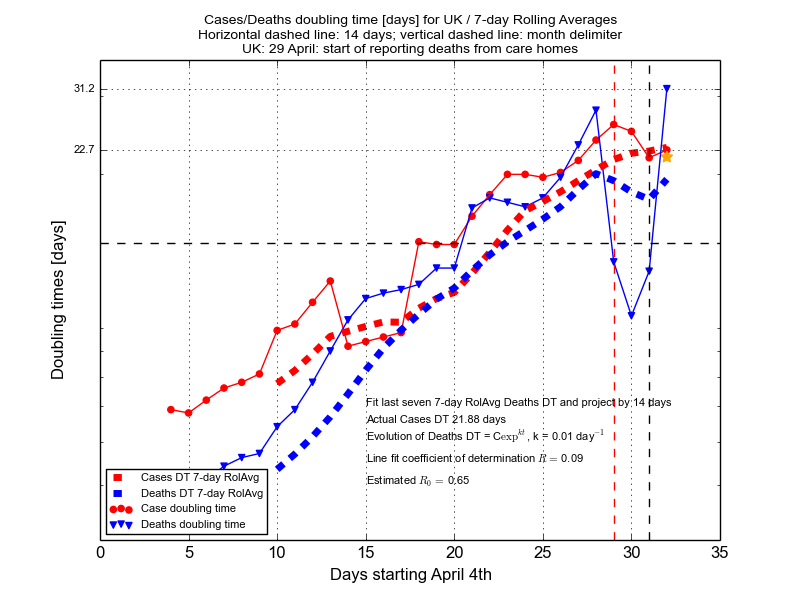 Cases/Deaths doubling time [days] for UK / 7-day Rolling Averages
Horizontal dashed line: 14 days; vertical dashed line: month delimiter
UK: 29 April: start of reporting deaths from care homes
31.2
22.7
Doubling times [days]
Fit last seven 7-day RolAvg Deaths DT and project by 14 days
Actual Cases DT 21.88 days
Evolution of Deaths DT = Cexp^{kt}, k = 0.01 day^{-1}
Line fit coefficient of determination R = 0.09
Estimated R_0 = 0.65
Cases DT 7-day RolAvg
Deaths DT 7-day RolAvg
Case doubling time
Deaths doubling time
0 5 10 15 20 25 30 35
Days starting April 4th